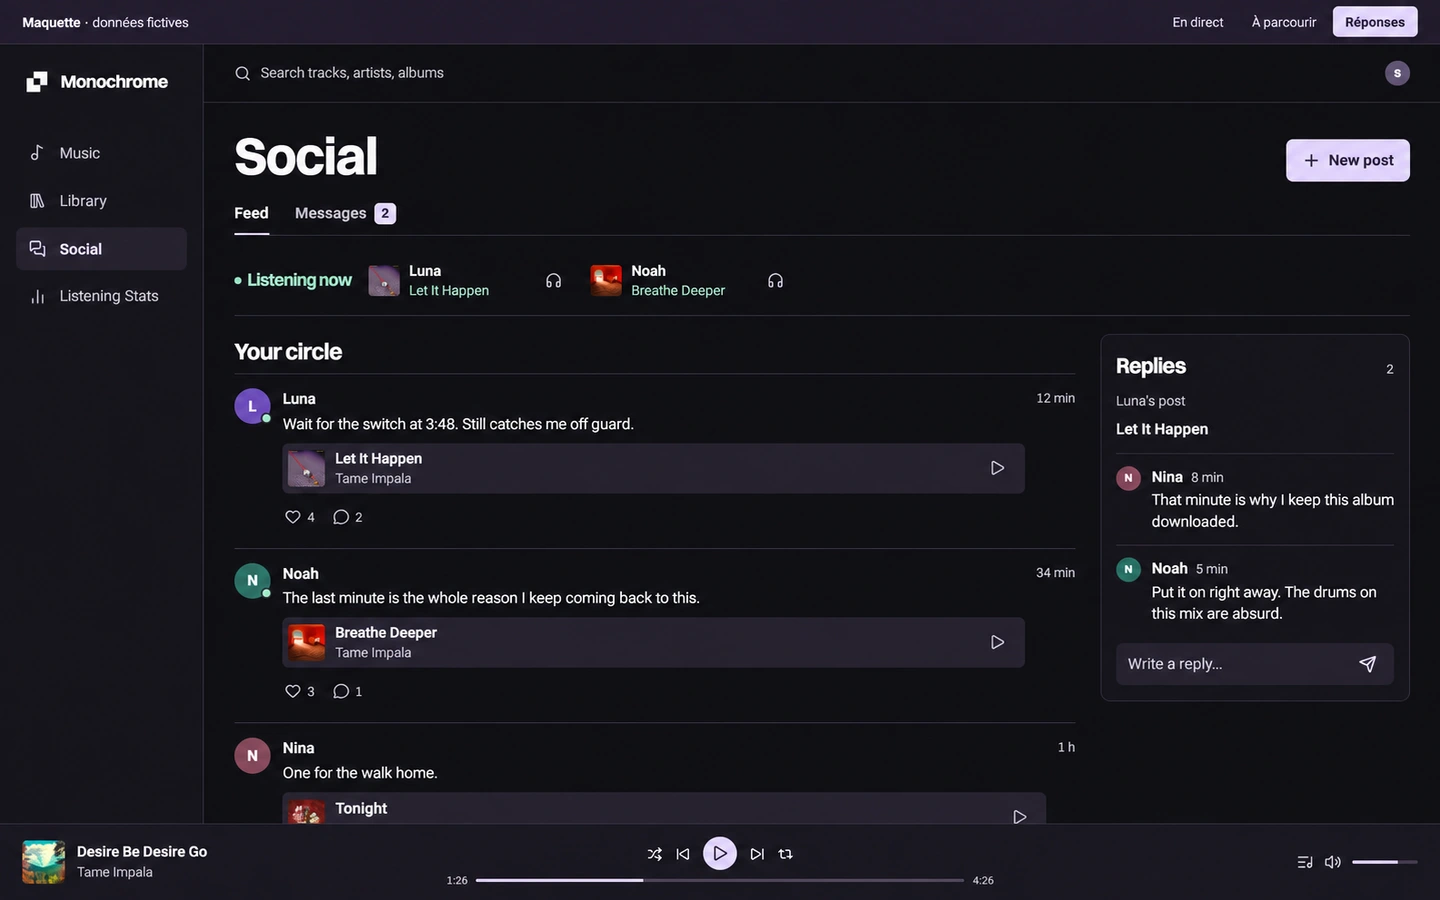 Maquette · données fictives
En direct
À parcourir
Réponses
Monochrome
Search tracks, artists, albums
S
Music
Library
Social
Listening Stats
Social
New post
Feed
Messages 2
Listening now
Luna
Let It Happen
Noah
Breathe Deeper
Your circle
L
Luna
12 min
Wait for the switch at 3:48. Still catches me off guard.
Let It Happen
Tame Impala
4
2
N
Noah
34 min
The last minute is the whole reason I keep coming back to this.
Breathe Deeper
Tame Impala
3
1
N
Nina
1 h
One for the walk home.
Tonight
Replies
2
Luna's post
Let It Happen
N
Nina 8 min
That minute is why I keep this album
downloaded.
N
Noah 5 min
Put it on right away. The drums on
this mix are absurd.
Write a reply...
Desire Be Desire Go
Tame Impala
1:26
4:26